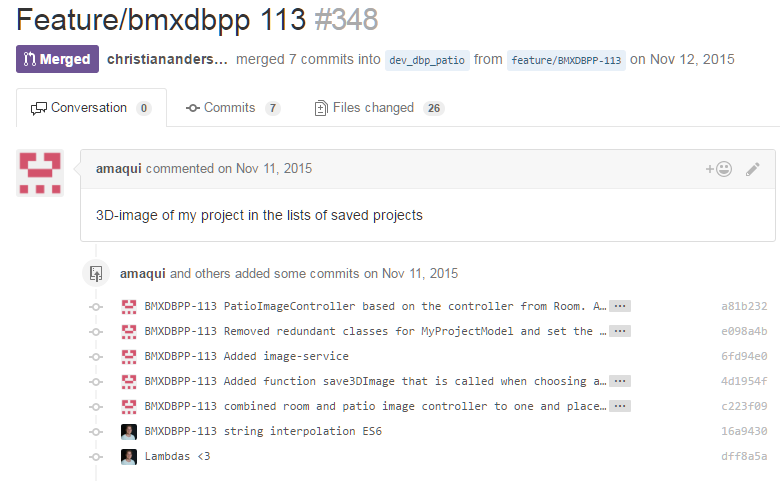 Feature/bmxdbpp 113 #348
Merged christiananders... merged 7 commits into dev_dbp_patio from feature/BMXDBPP-113 on Nov 12, 2015
Conversation 0 Commits 7 Files changed 26
amaqui commented on Nov 11, 2015
3D-image of my project in the lists of saved projects
amaqui and others added some commits on Nov 11, 2015
BMXDBPP-113 PatioImageController based on the controller from Room. A… ... a81b232
BMXDBPP-113 Removed redundant classes for MyProjectModel and set the … ... e098a4b
BMXDBPP-113 Added image-service 6fd94e0
BMXDBPP-113 Added function save3DImage that is called when choosing a… ... 4d1954f
BMXDBPP-113 combined room and patio image controller to one and place… ... c223f09
BMXDBPP-113 string interpolation ES6 16a9430
Lambdas <3 dff8a5a